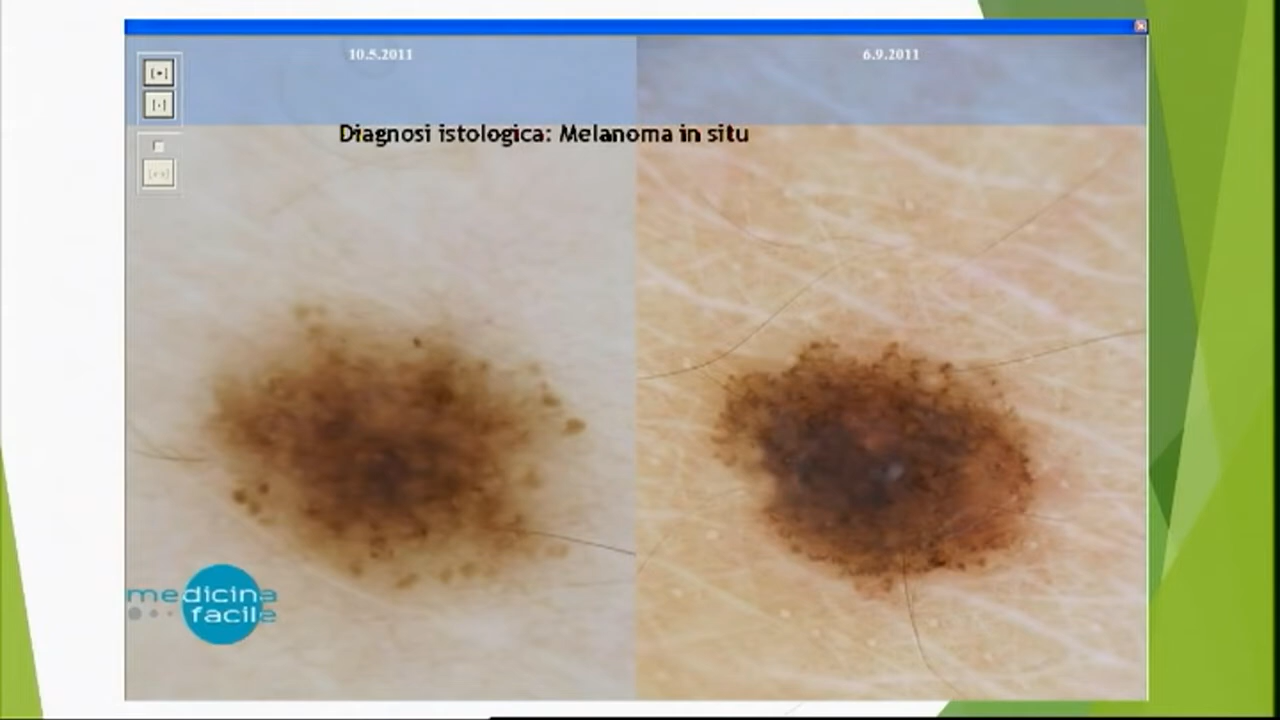 10.5.2011
6.9.2011
Diagnosi istologica: Melanoma in situ
medicina
facile